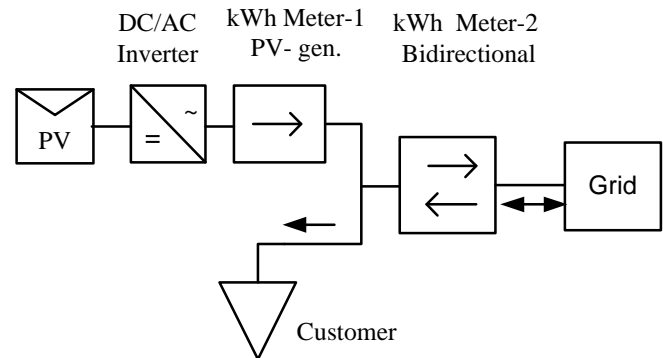 DC/AC
Inverter
kWh Meter-1
PV- gen.
kWh  Meter-2
Bidirectional
PV
~
=
Grid
Customer